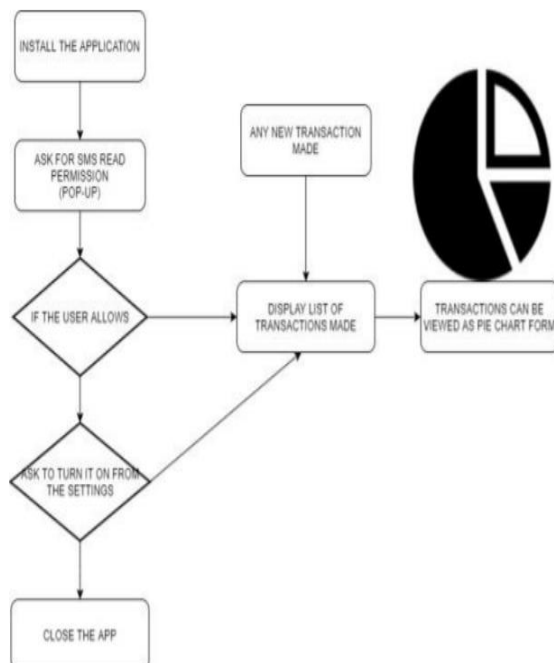 INSTALL THE APPLICATION
ASK FOR SMS READ
PERMISSION
(POP-UP)
ANY NEW TRANSACTION
MADE
IF THE USER ALLOWS
DISPLAY LIST OF
TRANSACTIONS MADE
TRANSACTIONS CAN BE
VIEWED AS PIE CHART FORM
ASK TO TURN IT ON FROM
THE SETTINGS
CLOSE THE APP